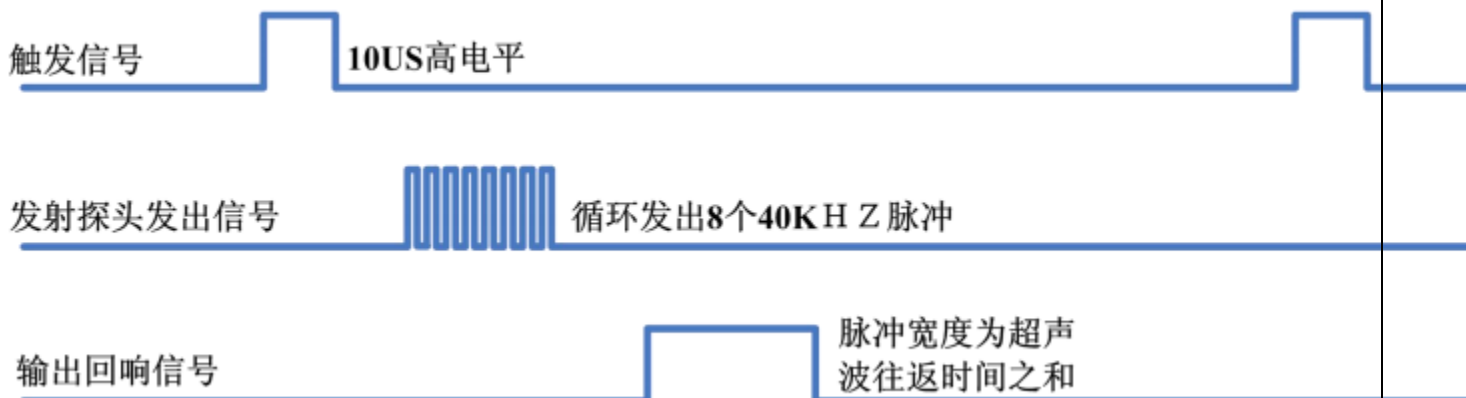 触发信号
10US高电平
发射探头发出信号
循环发出8个40KＨＺ脉冲
输出回响信号
脉冲宽度为超声
波往返时间之和